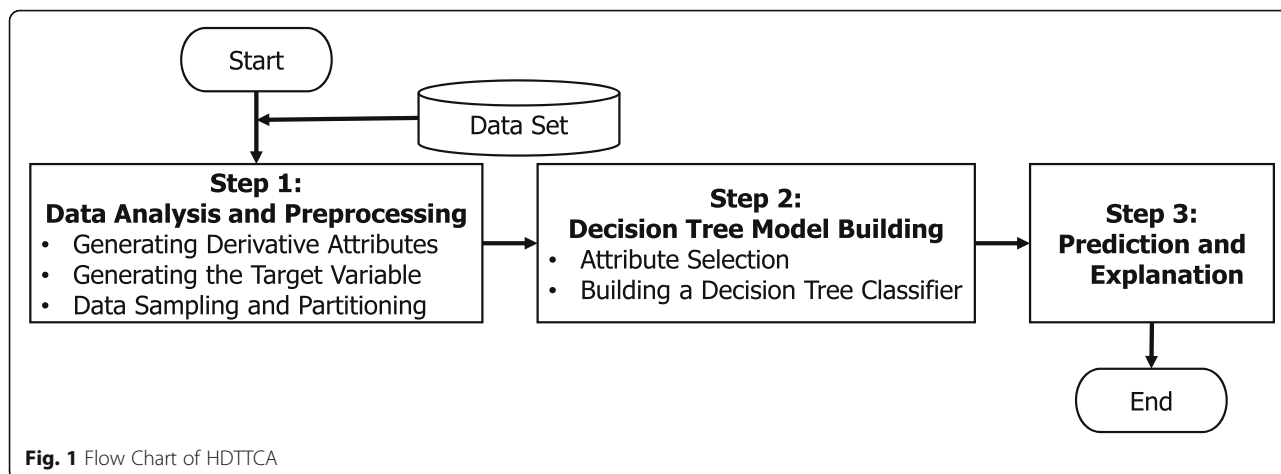 Start
Data Set
Step 1:
Data Analysis and Preprocessing
• Generating Derivative Attributes
• Generating the Target Variable
• Data Sampling and Partitioning
Step 2:
Decision Tree Model Building
• Attribute Selection
• Building a Decision Tree Classifier
Step 3:
Prediction and
Explanation
End
Fig. 1 Flow Chart of HDTTCA